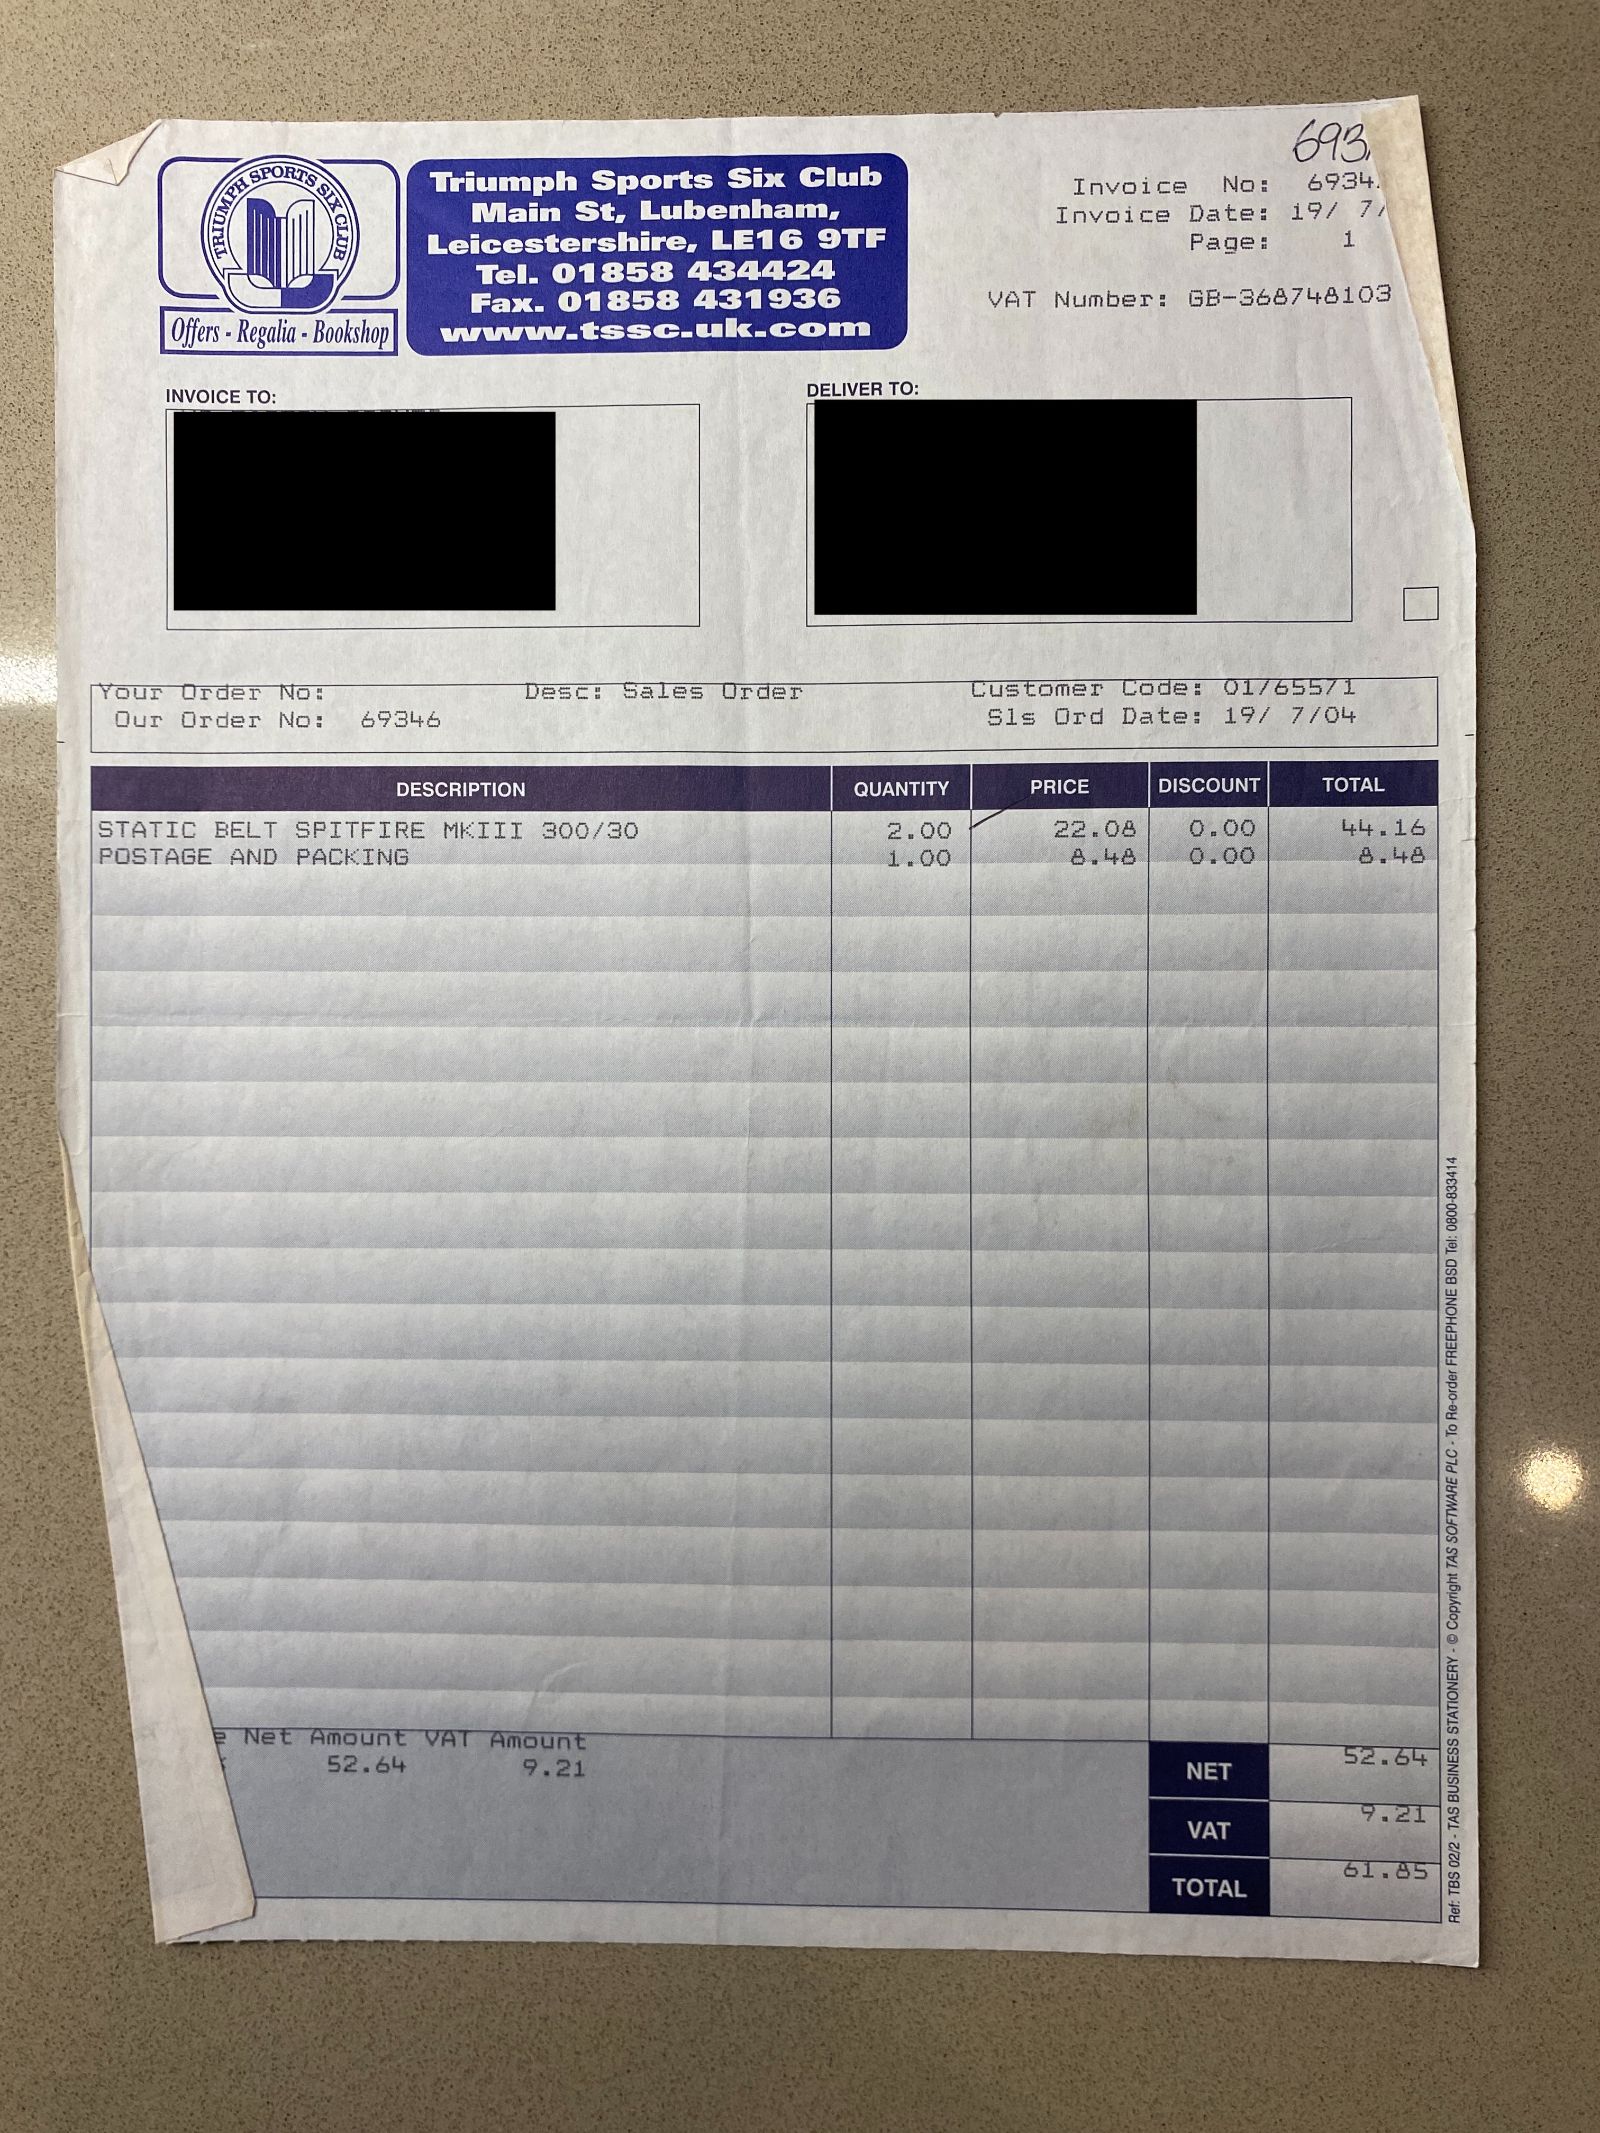 TRIUMPH SPORTS SIX CLUB
Offers - Regalia - Bookshop
Triumph Sports Six Club
Main St, Lubenham,
Leicestershire, LE16 9TF
Tel. 01858 434424
Fax. 01858 431936
www.tssc.uk.com
693
Invoice No: 6934
Invoice Date: 19/ 7/
Page: 1
VAT Number: GB-368748103
INVOICE TO:
DELIVER TO:
Your Order No: Desc: Sales Order Customer Code: 01/65571
Our Order No: 69346 Sls Ord Date: 19/ 7/04
DESCRIPTION QUANTITY PRICE DISCOUNT TOTAL
STATIC BELT SPITFIRE MKIII 300/30 2.00 22.08 0.00 44.16
POSTAGE AND PACKING 1.00 8.48 0.00 8.48
e Net Amount VAT Amount
52.64 9.21
NET 52.64
VAT 9.21
TOTAL 61.85
Ref: TBS 02/2 - TAS BUSINESS STATIONERY - © Copyright TAS SOFTWARE PLC - To Re-order FREEPHONE BSD Tel: 0800-833414